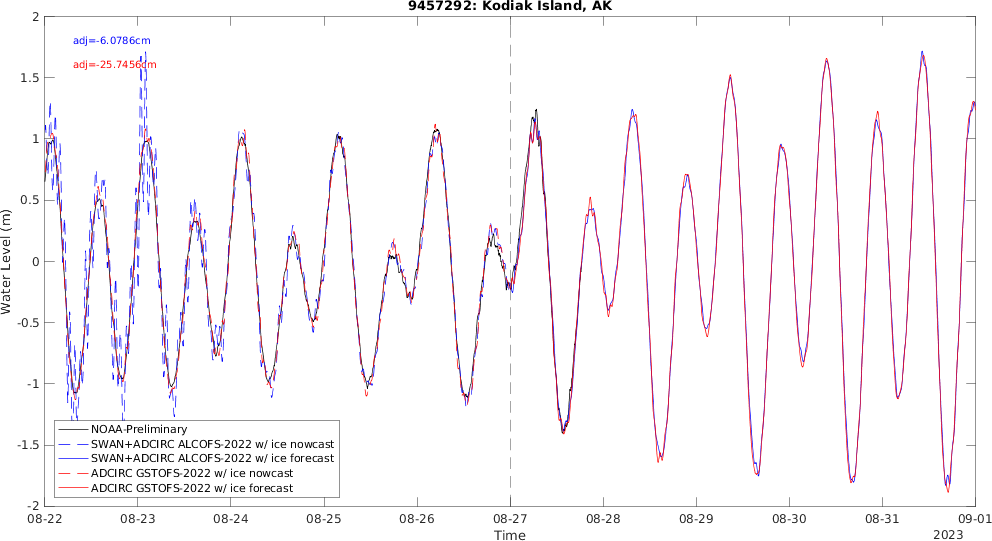 9457292: Kodiak Island, AK
adj=-6.0786cm
adj=-25.7456cm
Water Level (m)
2
1.5
1
0.5
0
-0.5
-1
-1.5
-2
NOAA-Preliminary
SWAN+ADCIRC ALCOFS-2022 w/ ice nowcast
SWAN+ADCIRC ALCOFS-2022 w/ ice forecast
ADCIRC GSTOFS-2022 w/ ice nowcast
ADCIRC GSTOFS-2022 w/ ice forecast
08-22 08-23 08-24 08-25 08-26 08-27 08-28 08-29 08-30 08-31 09-01
Time
2023